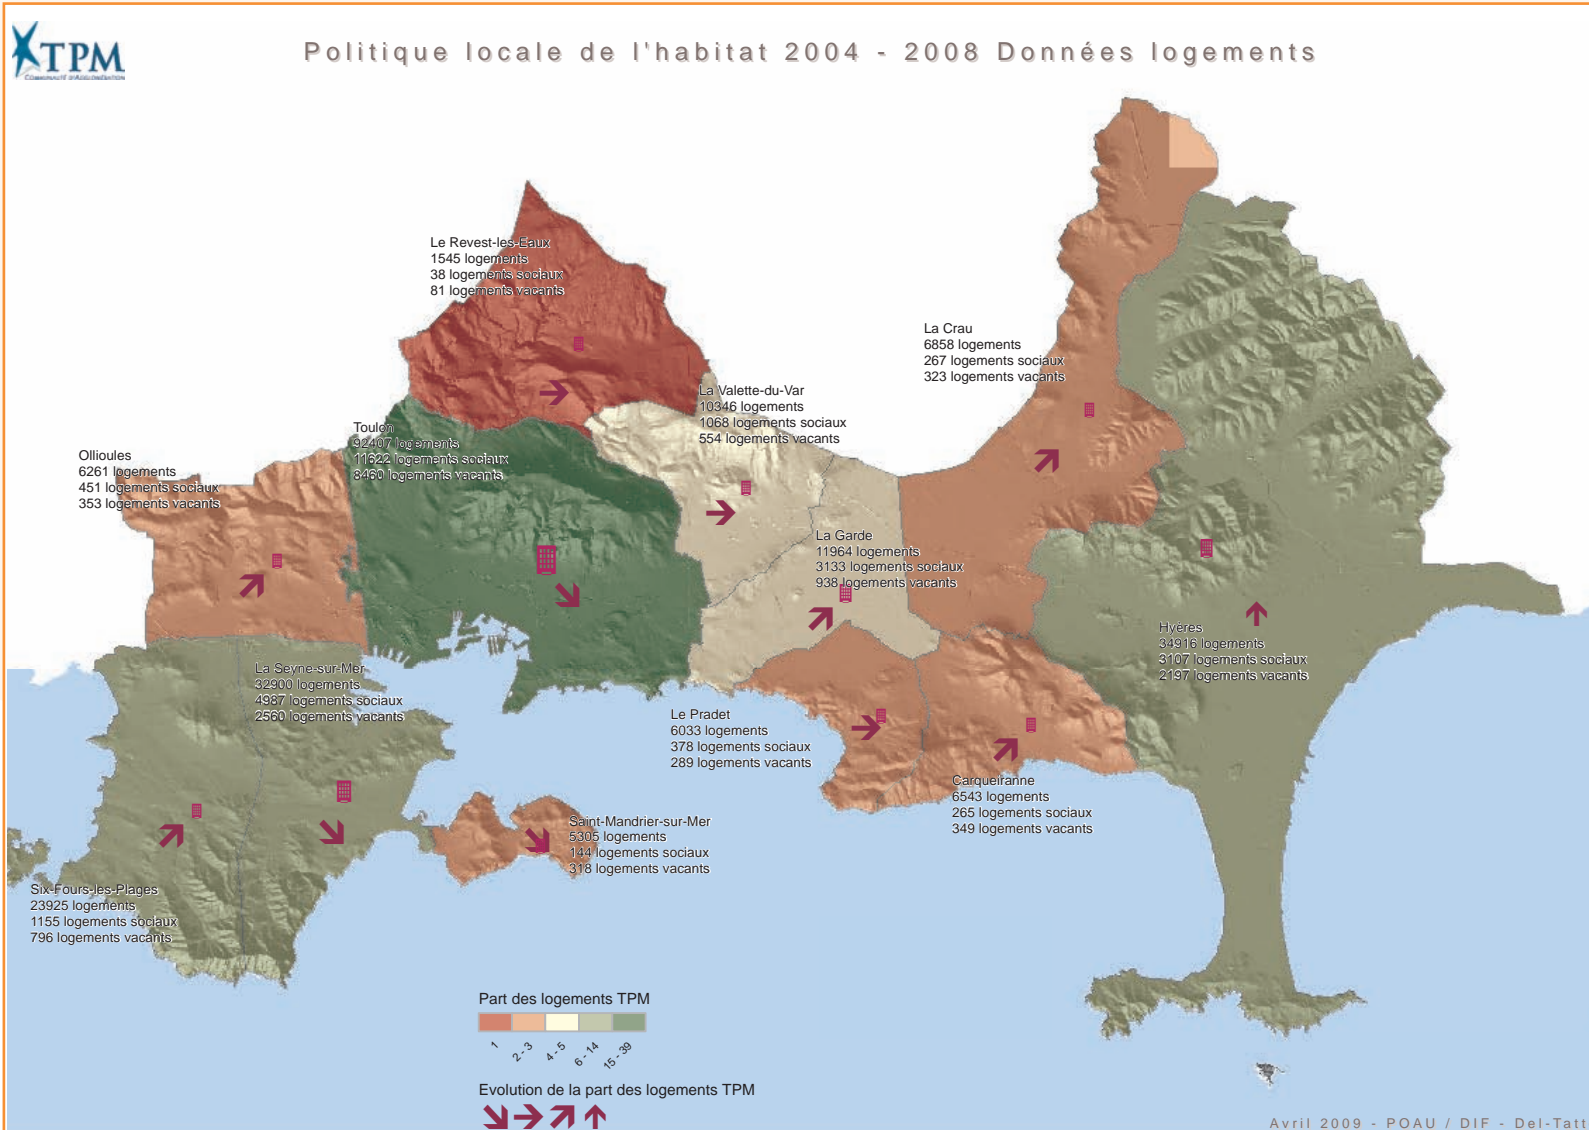 TPM
COMMUNAUTÉ D'AGGLOMÉRATION
Politique locale de l'habitat 2004 - 2008 Données logements
Le Revest-les-Eaux
1545 logements
38 logements sociaux
81 logements vacants
La Crau
6858 logements
267 logements sociaux
323 logements vacants
La Valette-du-Var
10346 logements
1068 logements sociaux
554 logements vacants
Toulon
92407 logements
11622 logements sociaux
8460 logements vacants
Ollioules
6261 logements
451 logements sociaux
353 logements vacants
La Garde
11964 logements
3133 logements sociaux
938 logements vacants
Hyères
34916 logements
3107 logements sociaux
2197 logements vacants
La Seyne-sur-Mer
32900 logements
4987 logements sociaux
2560 logements vacants
Le Pradet
6033 logements
378 logements sociaux
289 logements vacants
Carqueiranne
6543 logements
265 logements sociaux
349 logements vacants
Saint-Mandrier-sur-Mer
5305 logements
144 logements sociaux
318 logements vacants
Six-Fours-les-Plages
23925 logements
1155 logements sociaux
796 logements vacants
Part des logements TPM
1
2 - 3
4 - 5
6 - 14
15 - 39
Evolution de la part des logements TPM
Avril 2009 - POAU / DIF - Del-Tatt